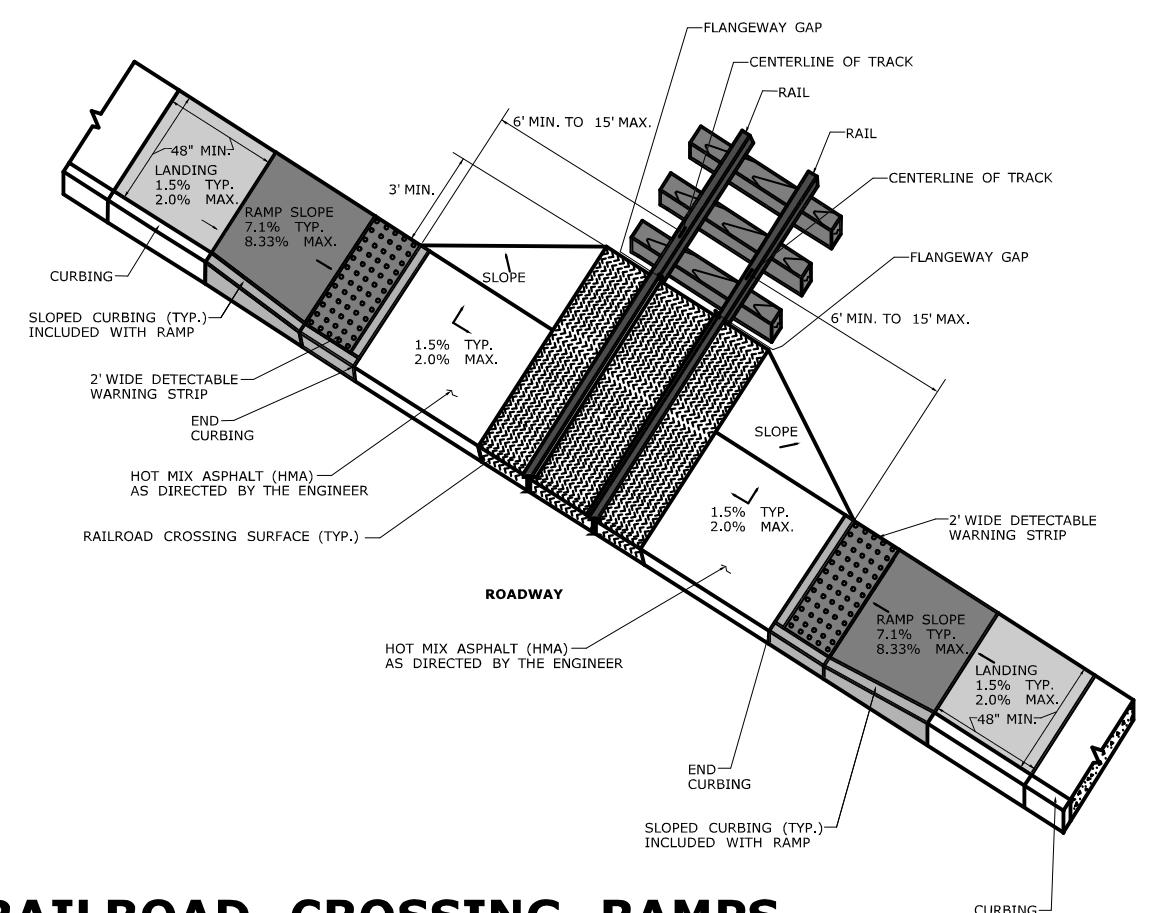 FLANGEWAY GAP
CENTERLINE OF TRACK
RAIL
6' MIN. TO 15' MAX.
RAIL
48" MIN.
LANDING
1.5% TYP.
2.0% MAX.
3' MIN.
CENTERLINE OF TRACK
RAMP SLOPE
7.1% TYP.
8.33% MAX.
FLANGEWAY GAP
CURBING
SLOPE
SLOPED CURBING (TYP.)
INCLUDED WITH RAMP
6' MIN. TO 15' MAX.
1.5% TYP.
2.0% MAX.
2' WIDE DETECTABLE
WARNING STRIP
END
CURBING
SLOPE
HOT MIX ASPHALT (HMA)
AS DIRECTED BY THE ENGINEER
1.5% TYP.
2.0% MAX.
2' WIDE DETECTABLE
WARNING STRIP
RAILROAD CROSSING SURFACE (TYP.)
ROADWAY
RAMP SLOPE
7.1% TYP.
8.33% MAX.
HOT MIX ASPHALT (HMA)
AS DIRECTED BY THE ENGINEER
LANDING
1.5% TYP.
2.0% MAX.
48" MIN.
END
CURBING
SLOPED CURBING (TYP.)
INCLUDED WITH RAMP
CURBING
RAILROAD CROSSING RAMPS